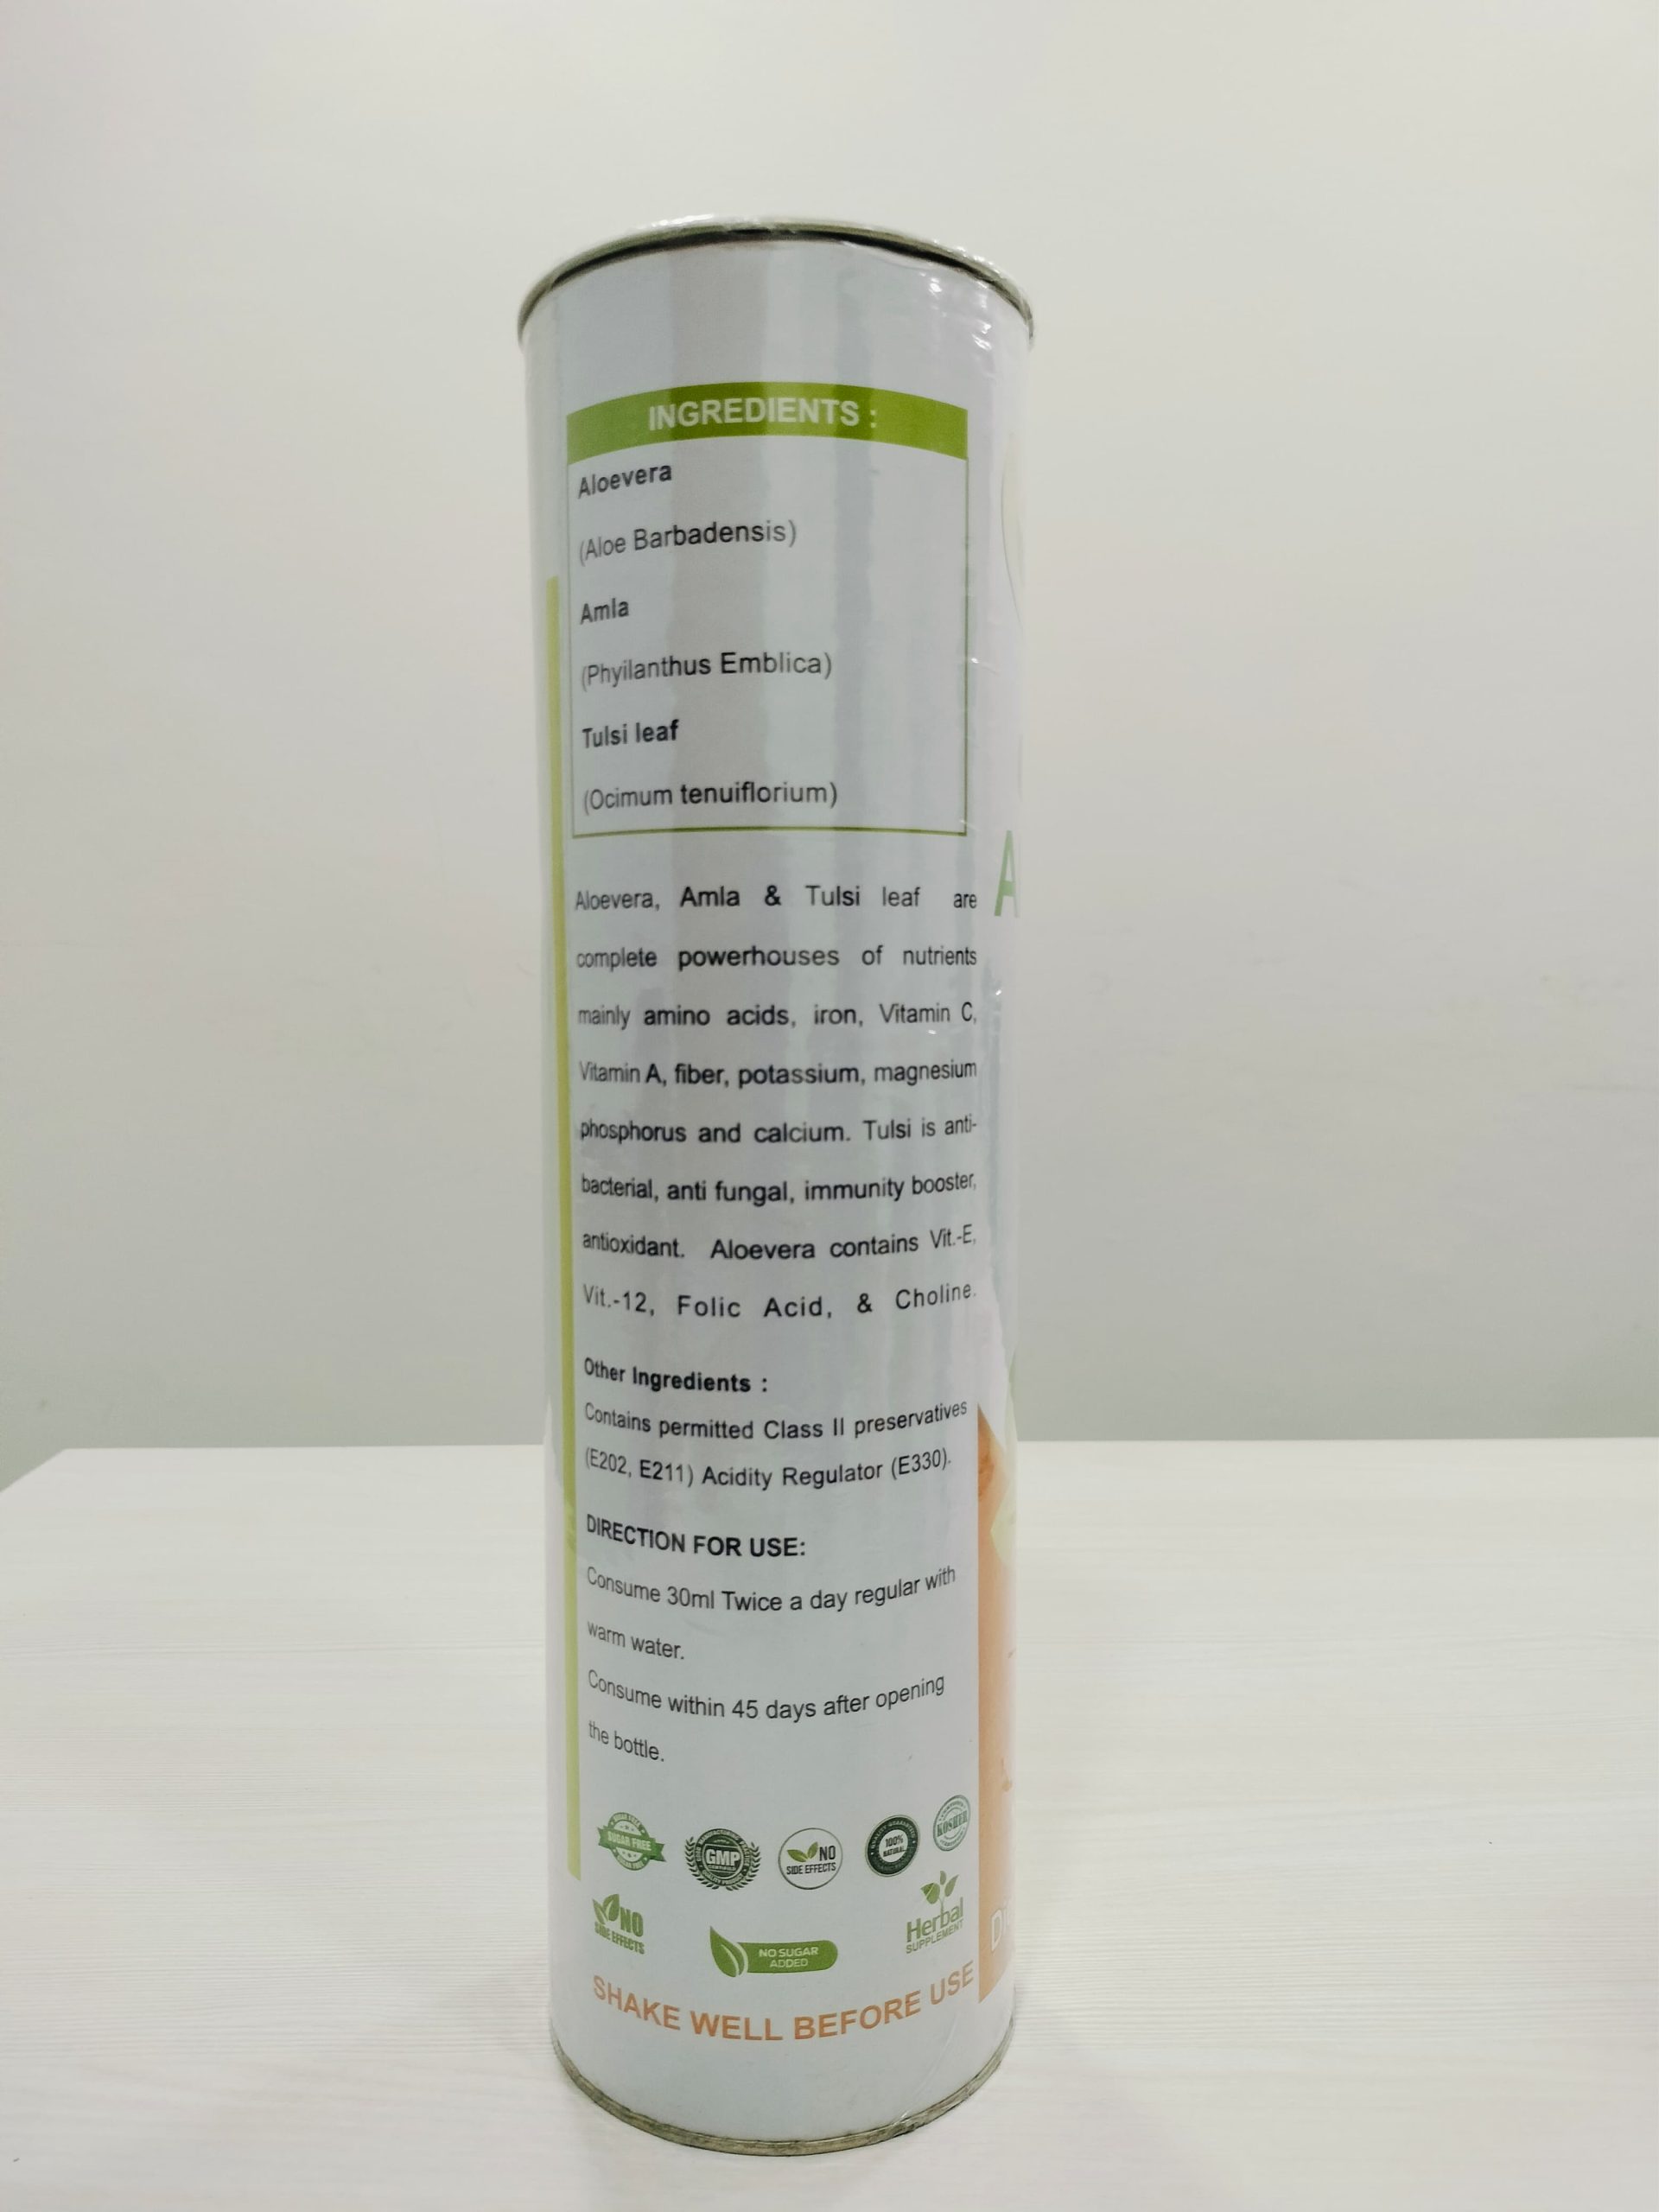 INGREDIENTS :
Aloevera
(Aloe Barbadensis)
Amla
(Phyilanthus Emblica)
Tulsi leaf
(Ocimum tenuiflorium)
Aloevera, Amla & Tulsi leaf are
complete powerhouses of nutrients
mainly amino acids, iron, Vitamin C,
Vitamin A, fiber, potassium, magnesium
phosphorus and calcium. Tulsi is anti-
bacterial, anti fungal, immunity booster,
antioxidant. Aloevera contains Vit.-E,
Vit.-12, Folic Acid, & Choline.
Other Ingredients :
Contains permitted Class II preservatives
(E202, E211) Acidity Regulator (E330).
DIRECTION FOR USE:
Consume 30ml Twice a day regular with
warm water.
Consume within 45 days after opening
the bottle.
SUGAR FREE
GMP
NO
SIDE EFFECTS
100%
NATURAL
KOSHER
NO
SIDE EFFECTS
NO SUGAR
ADDED
Herbal
SUPPLEMENT
SHAKE WELL BEFORE USE